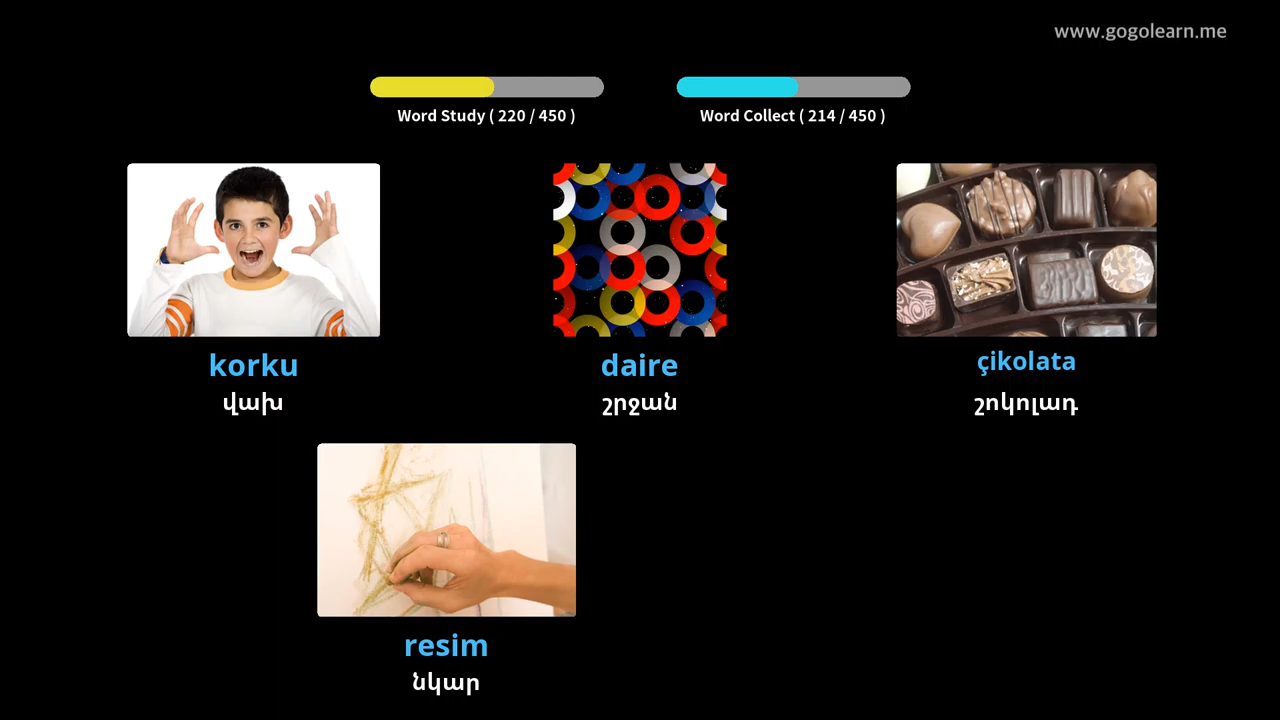 www.gogolearn.me
Word Study ( 220 / 450 )
Word Collect ( 214 / 450 )
korku
վախ
daire
շրջան
çikolata
շոկոլադ
resim
նկար